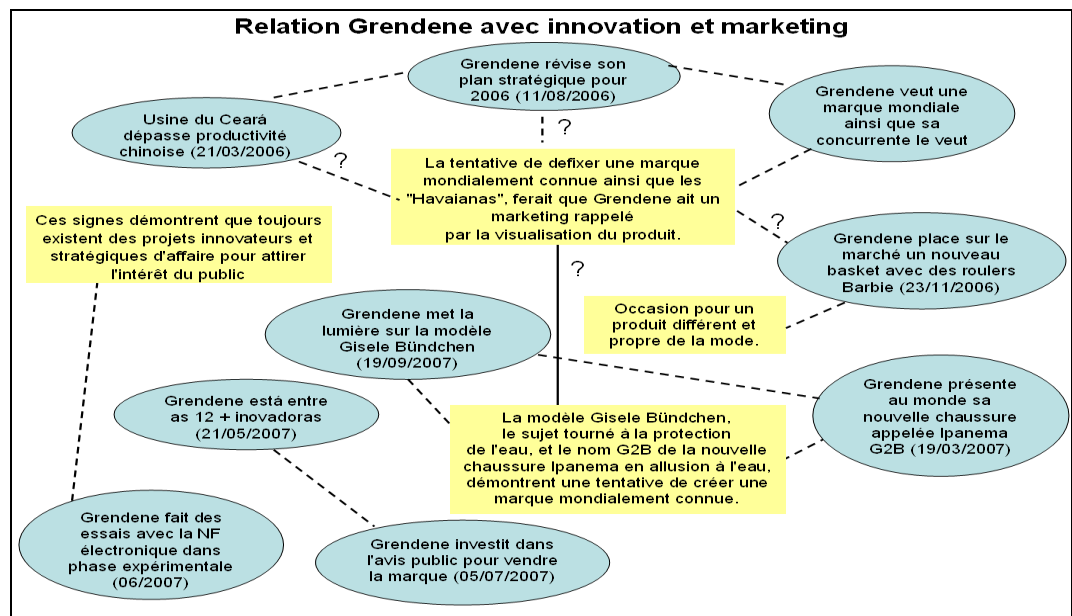 Relation Grendene avec innovation et marketing
Grendene révise son
plan stratégique pour
2006 (11/08/2006)
Grendene veut une
marque mondiale
ainsi que sa
concurrente le veut
Usine du Ceará
dépasse productivité
chinoise (21/03/2006)
?
?
La tentative de defixer une marque
mondialement connue ainsi que les
"Havaianas", ferait que Grendene ait un
marketing rappelé
par la visualisation du produit.
Ces signes démontrent que toujours
existent des projets innovateurs et
stratégiques d'affaire pour attirer
l'intérêt du public
?
Grendene place sur le
marché un nouveau
basket avec des roulers
Barbie (23/11/2006)
?
Occasion pour un
produit différent et
propre de la mode.
Grendene met la
lumière sur la modèle
Gisele Bündchen
(19/09/2007)
Grendene está entre
as 12 + inovadoras
(21/05/2007)
La modèle Gisele Bündchen,
le sujet tourné à la protection
de l'eau, et le nom G2B de la nouvelle
chaussure Ipanema en allusion á l'eau,
démontrent une tentative de créer une
marque mondialement connue.
Grendene présente
au monde sa
nouvelle chaussure
appelée Ipanema
G2B (19/03/2007)
Grendene fait des
essais avec la NF
électronique dans
phase expérimentale
(06/2007)
Grendene investit dans
l'avis public pour vendre
la marque (05/07/2007)